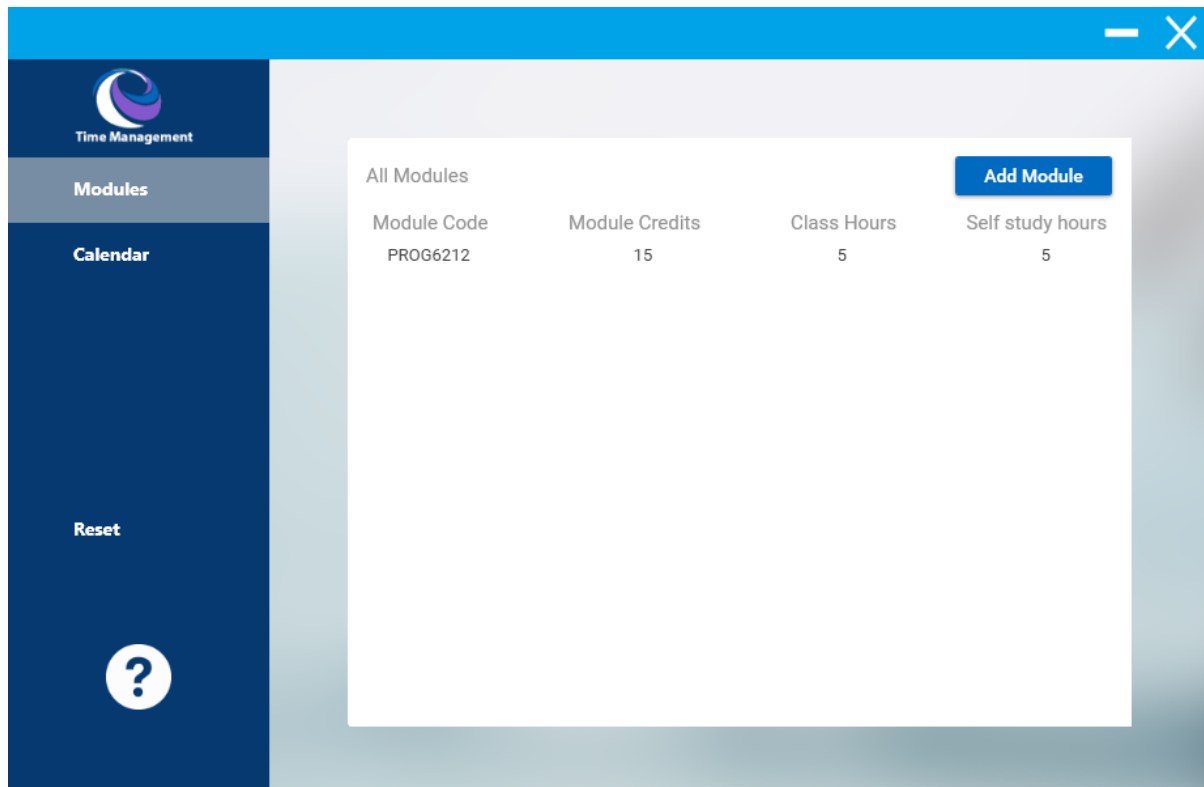 Time Management
Modules
Calendar
Reset
?
All Modules
Add Module
Module Code Module Credits Class Hours Self study hours
PROG6212 15 5 5